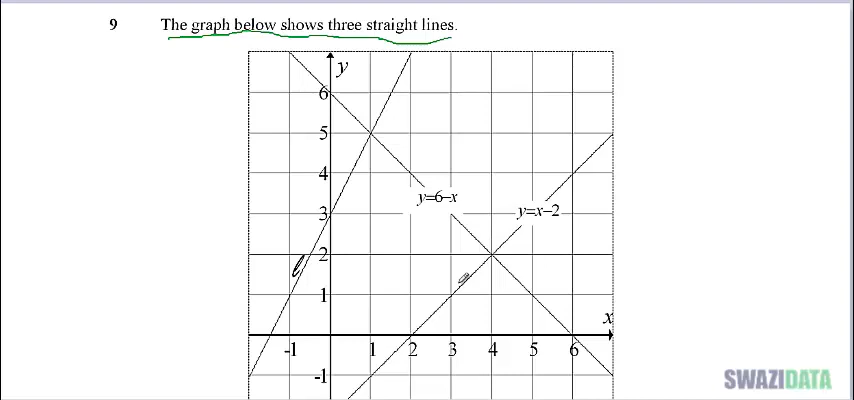 9 The graph below shows three straight lines.
y
6
5
4
y=6–x
3
y=x–2
2
ℓ
1
x
-1 1 2 3 4 5 6
-1
SWAZIDATA